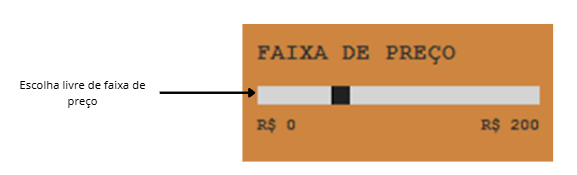 FAIXA DE PREÇO
Escolha livre de faixa de
preço
R$ 0
R$ 200